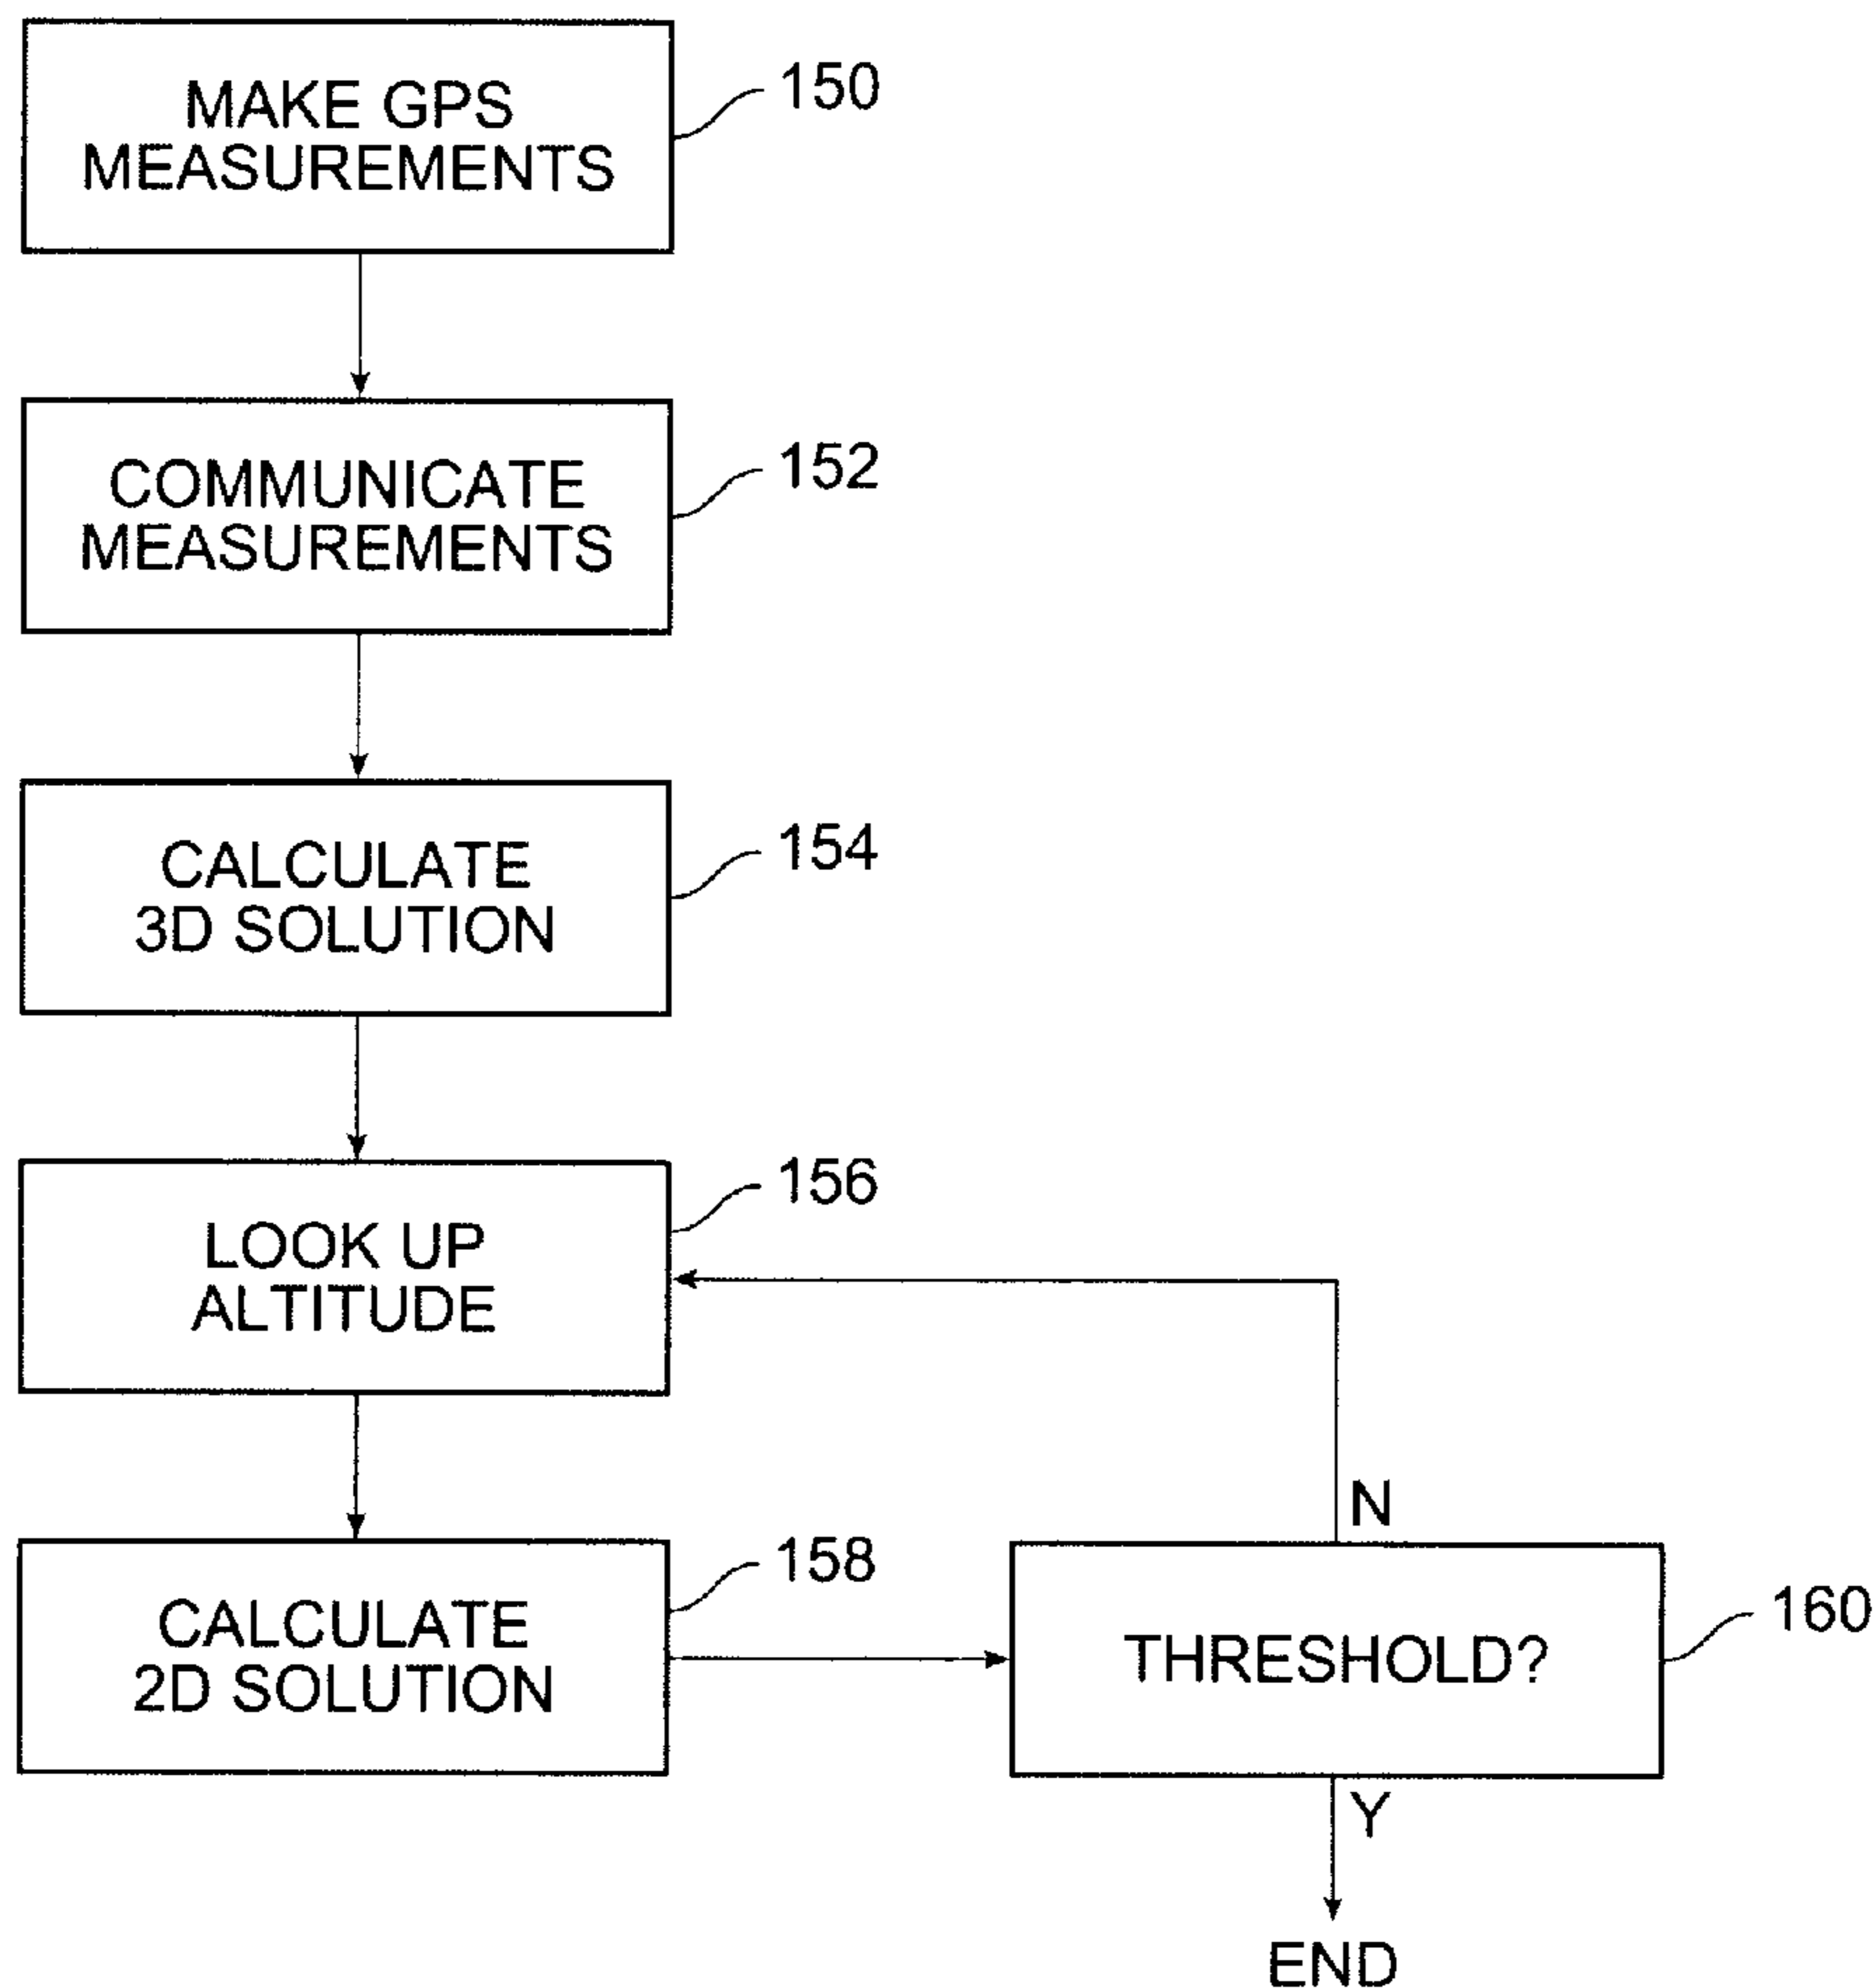 MAKE GPS
MEASUREMENTS
150
COMMUNICATE
MEASUREMENTS
152
CALCULATE
3D SOLUTION
154
LOOK UP
ALTITUDE
156
CALCULATE
2D SOLUTION
158
N
THRESHOLD?
160
Y
END